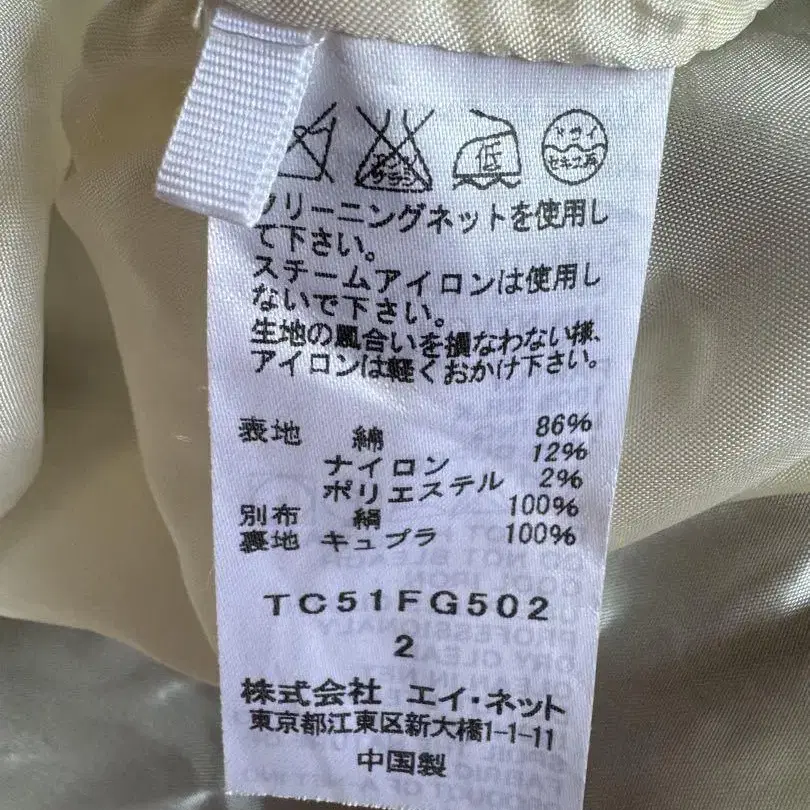 低
ドライ
セキユ系
クリーニングネットを使用し
て下さい。
スチームアイロンは使用し
ないで下さい。
生地の風合いを損なわない様、
アイロンは軽くおかけ下さい。
表地 綿 86%
ナイロン 12%
ポリエステル 2%
別布 絹 100%
裏地 キュプラ 100%
TC51FG502
2
株式会社 エイ・ネット
東京都江東区新大橋1-1-11
中国製